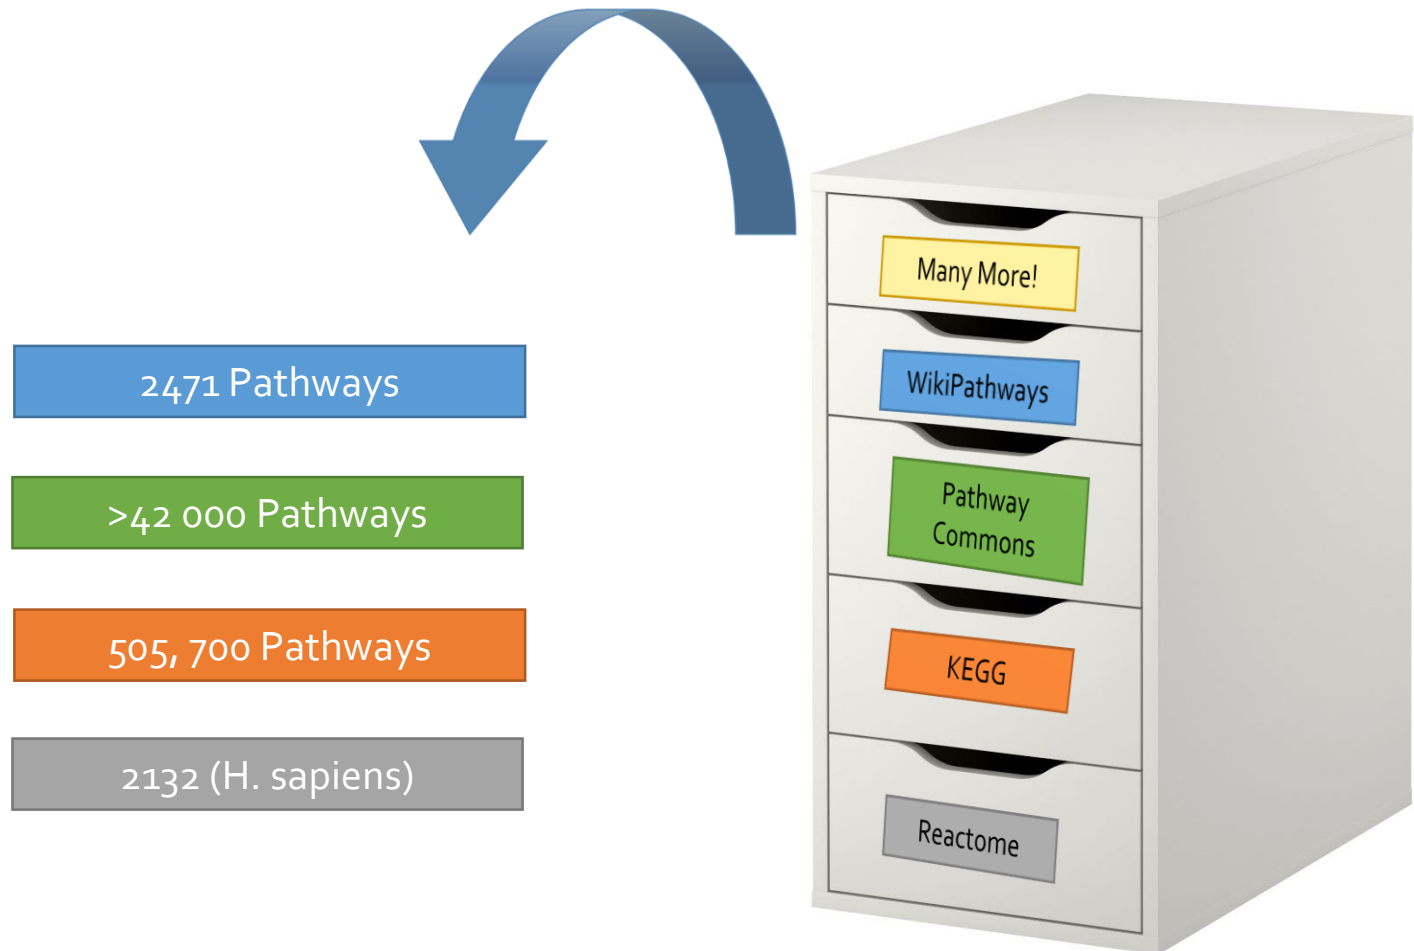 2471 Pathways
>42 000 Pathways
505, 700 Pathways
2132 (H. sapiens)
Many More!
WikiPathways
Pathway
Commons
KEGG
Reactome